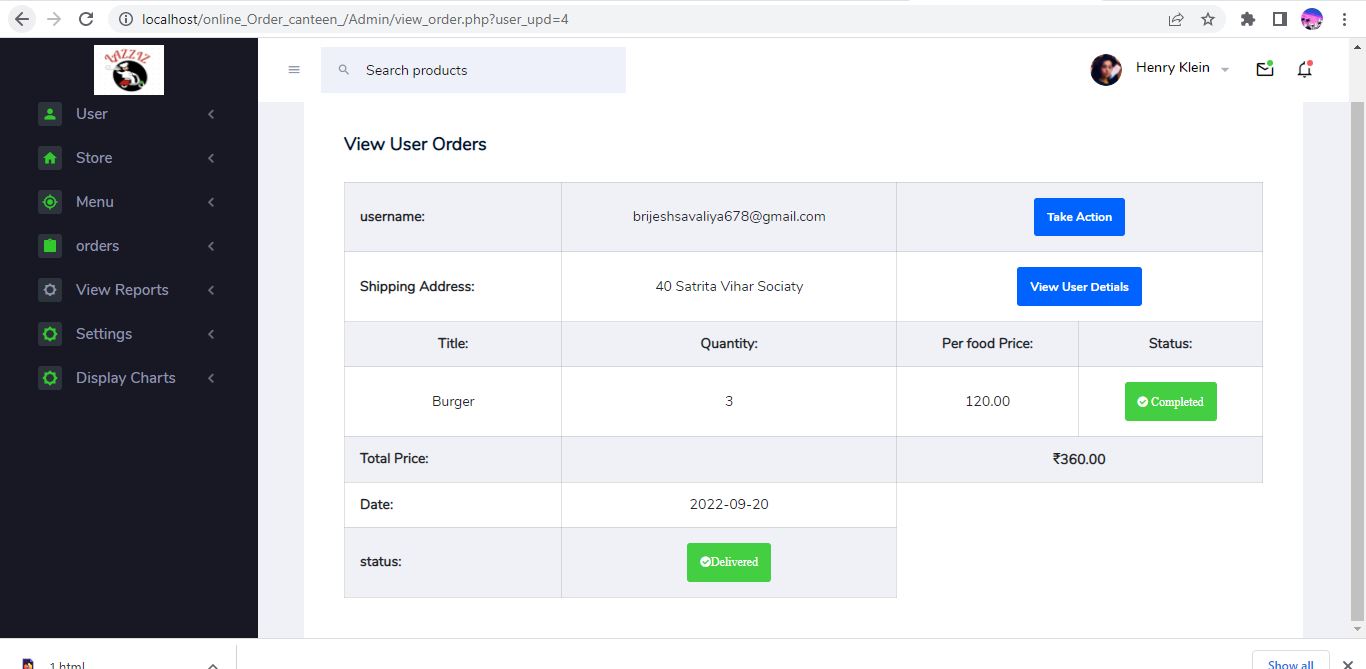 localhost/online_Order_canteen_/Admin/view_order.php?user_upd=4
ZAZZIZ
Search products
Henry Klein
User
Store
Menu
orders
View Reports
Settings
Display Charts
View User Orders
username: brijeshsavaliya678@gmail.com Take Action
Shipping Address: 40 Satrita Vihar Sociaty View User Detials
Title: Quantity: Per food Price: Status:
Burger 3 120.00 Completed
Total Price: ₹360.00
Date: 2022-09-20
status: Delivered
1.html
Show all